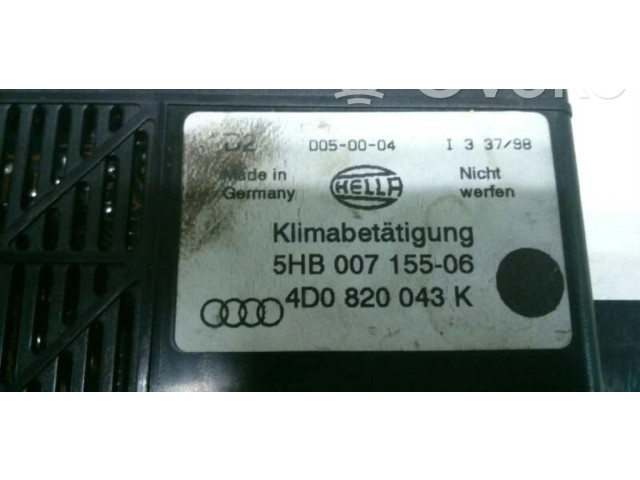 D2 D05-00-04 I 3 37/98
Made in Germany
HELLA
Nicht werfen
Klimabetätigung
5HB 007 155-06
4D0 820 043 K